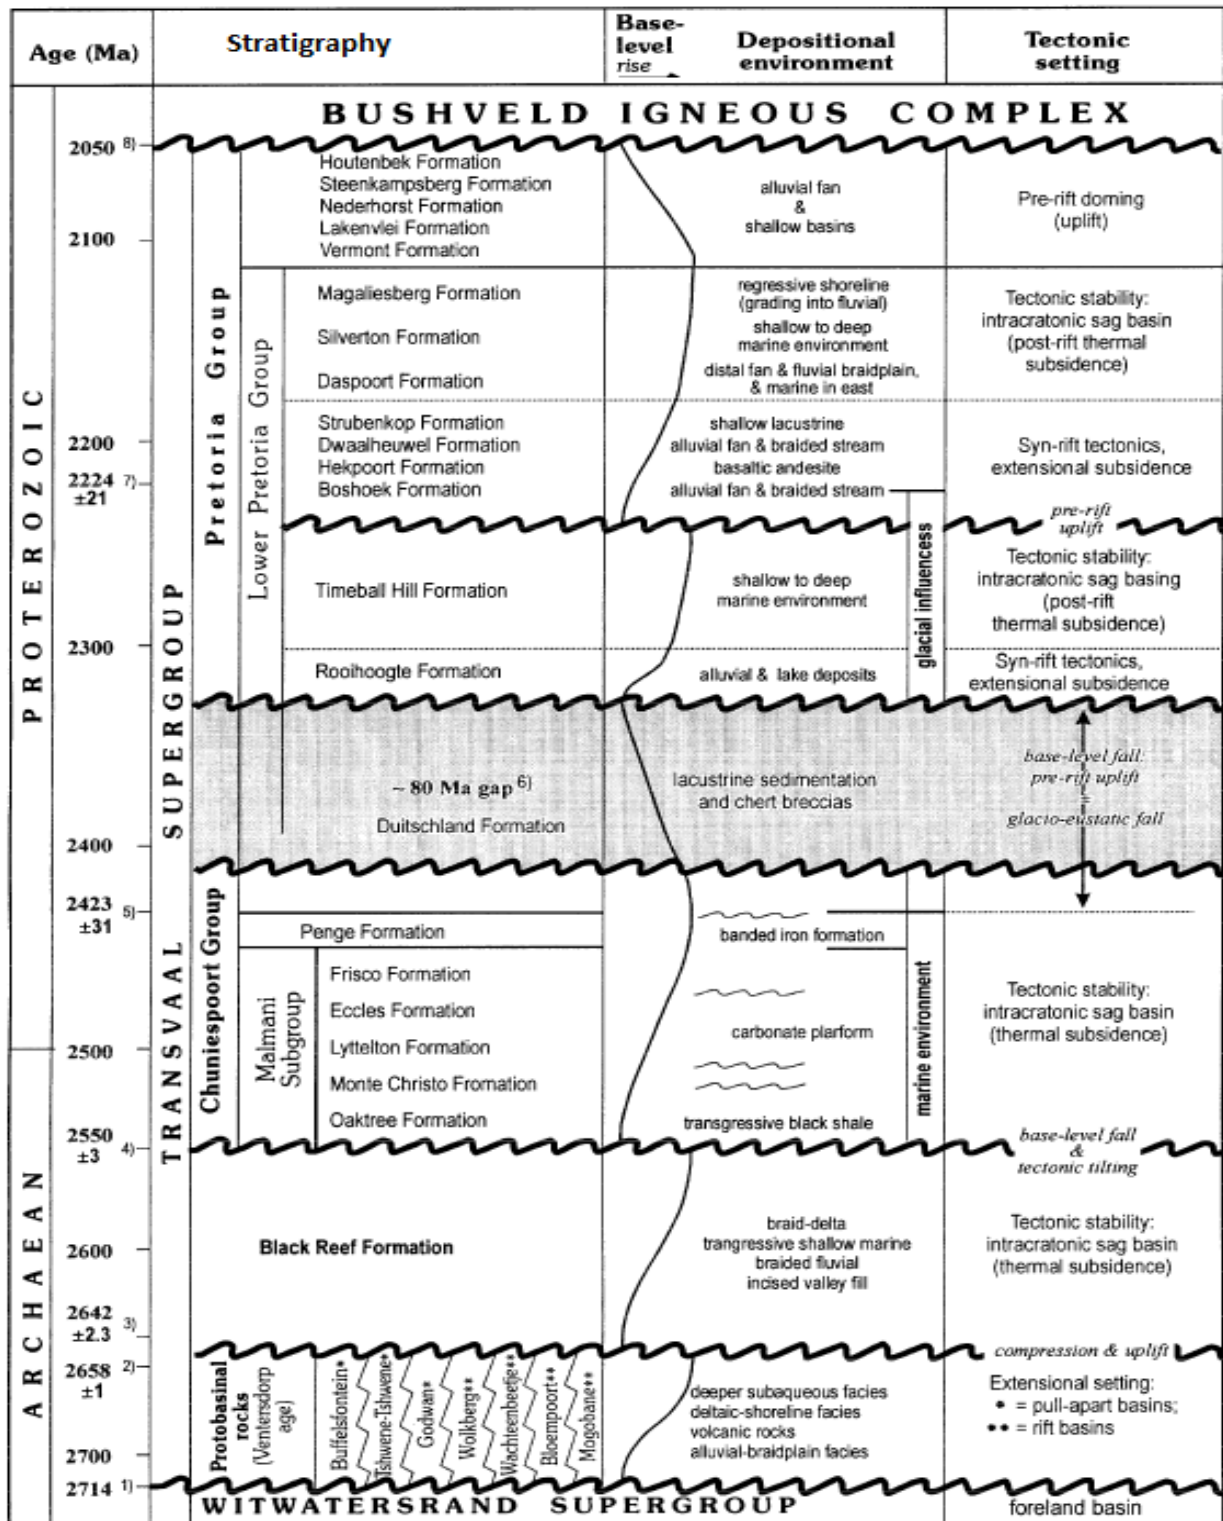 Age (Ma)
Stratigraphy
Base-
level
rise
Depositional
environment
Tectonic
setting
BUSHVELD IGNEOUS COMPLEX
PROTEROZOIC
ARCHAEAN
2050 8)
2100
2200
2224 7)
±21
2300
2400
2423 5)
±31
2500
2550
±3 4)
2600
2642 3)
±2.3
2658 2)
±1
2700
2714 1)
TRANSVAAL SUPERGROUP
Pretoria Group
Lower Pretoria Group
Houtenbek Formation
Steenkampsberg Formation
Nederhorst Formation
Lakenvlei Formation
Vermont Formation
alluvial fan
&
shallow basins
Pre-rift doming
(uplift)
Magaliesberg Formation
Silverton Formation
Daspoort Formation
regressive shoreline
(grading into fluvial)
shallow to deep
marine environment
distal fan & fluvial braidplain,
& marine in east
Tectonic stability:
intracratonic sag basin
(post-rift thermal
subsidence)
Strubenkop Formation
Dwaalheuwel Formation
Hekpoort Formation
Boshoek Formation
shallow lacustrine
alluvial fan & braided stream
basaltic andesite
alluvial fan & braided stream
Syn-rift tectonics,
extensional subsidence
pre-rift
uplift
Timeball Hill Formation
shallow to deep
marine environment
glacial influencess
Tectonic stability:
intracratonic sag basing
(post-rift
thermal subsidence)
Rooihoogte Formation
alluvial & lake deposits
Syn-rift tectonics,
extensional subsidence
~ 80 Ma gap 6)
Duitschland Formation
lacustrine sedimentation
and chert breccias
base-level fall:
pre-rift uplift
=
glacio-eustatic fall
Chuniespoort Group
Penge Formation
banded iron formation
Malmani
Subgroup
Frisco Formation
Eccles Formation
Lyttelton Formation
Monte Christo Fromation
Oaktree Formation
carbonate plarform
transgressive black shale
marine environment
Tectonic stability:
intracratonic sag basin
(thermal subsidence)
base-level fall
&
tectonic tilting
Black Reef Formation
braid-delta
trangressive shallow marine
braided fluvial
incised valley fill
Tectonic stability:
intracratonic sag basin
(thermal subsidence)
compression & uplift
Protobasinal
rocks
(Ventersdorp
age)
Buffelsfontein*
Tshwene-Tshwene*
Godwan*
Wolkberg**
Wachtenbeetje**
Bloempoort**
Mogobane**
deeper subaqueous facies
deltaic-shoreline facies
volcanic rocks
alluvial-braidplain facies
Extensional setting:
• = pull-apart basins;
•• = rift basins
WITWATERSRAND SUPERGROUP
foreland basin